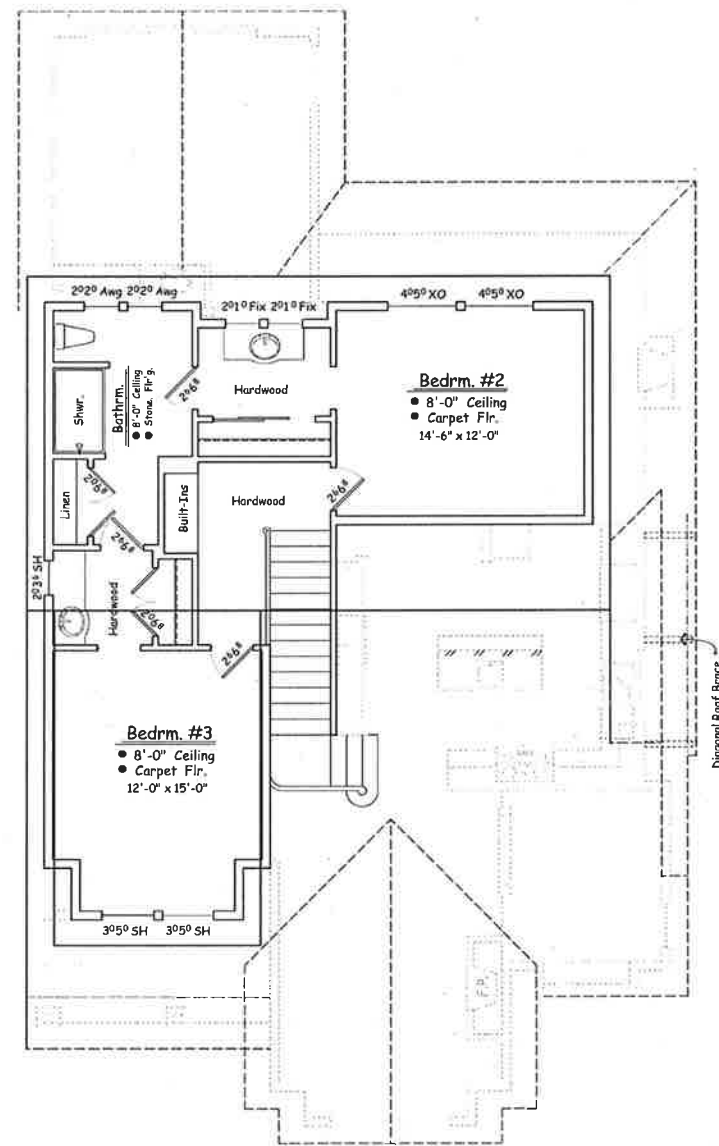 2⁰2⁰ Awg 2⁰2⁰ Awg
2⁰1⁰ Fix 2⁰1⁰ Fix
4⁰5⁰ XO 4⁰5⁰ XO
Bathrm.
• 8'-0" Ceiling
• Stone. Flr'g.
Shwr.
2⁰6⁸
Hardwood
Bedrm. #2
• 8'-0" Ceiling
• Carpet Flr.
14'-6" x 12'-0"
Linen
2⁰6⁸
Built-Ins
Hardwood
2⁶6⁸
2⁶6⁸
2⁰3⁶ SH
Hardwood
2⁰6⁸
2⁶6⁸
Bedrm. #3
• 8'-0" Ceiling
• Carpet Flr.
12'-0" x 15'-0"
3⁰5⁰ SH 3⁰5⁰ SH
Diagonal Roof Brace
F.P.